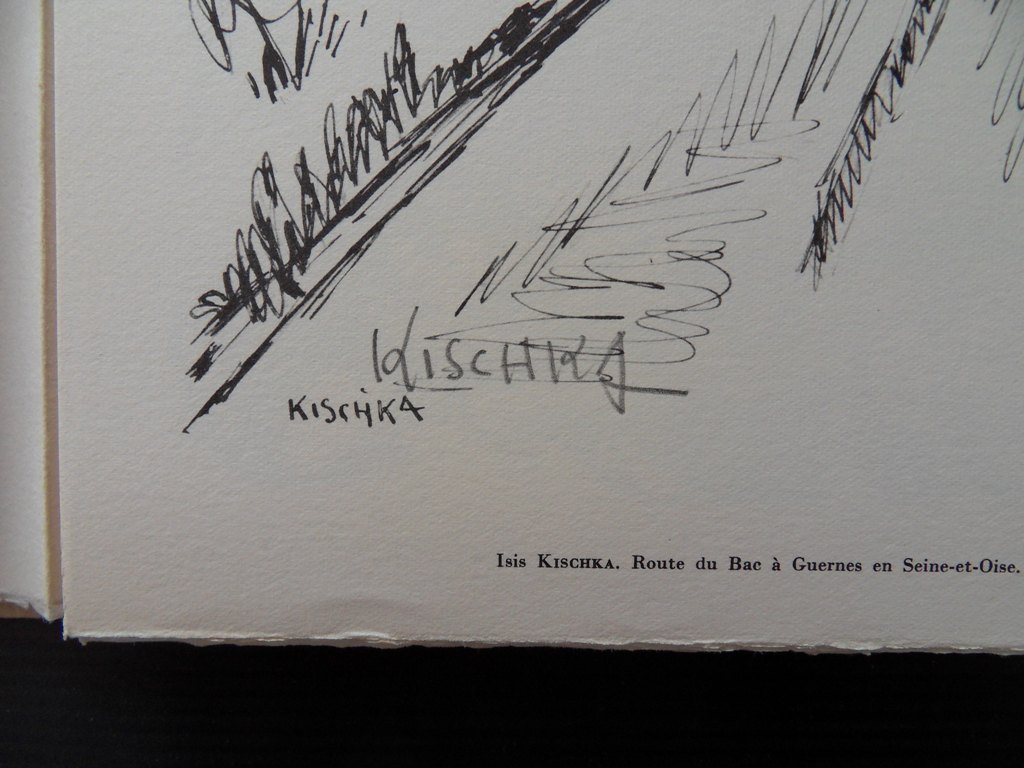 KISCHKA
KISCHKA
Isis KISCHKA. Route du Bac à Guernes en Seine-et-Oise.